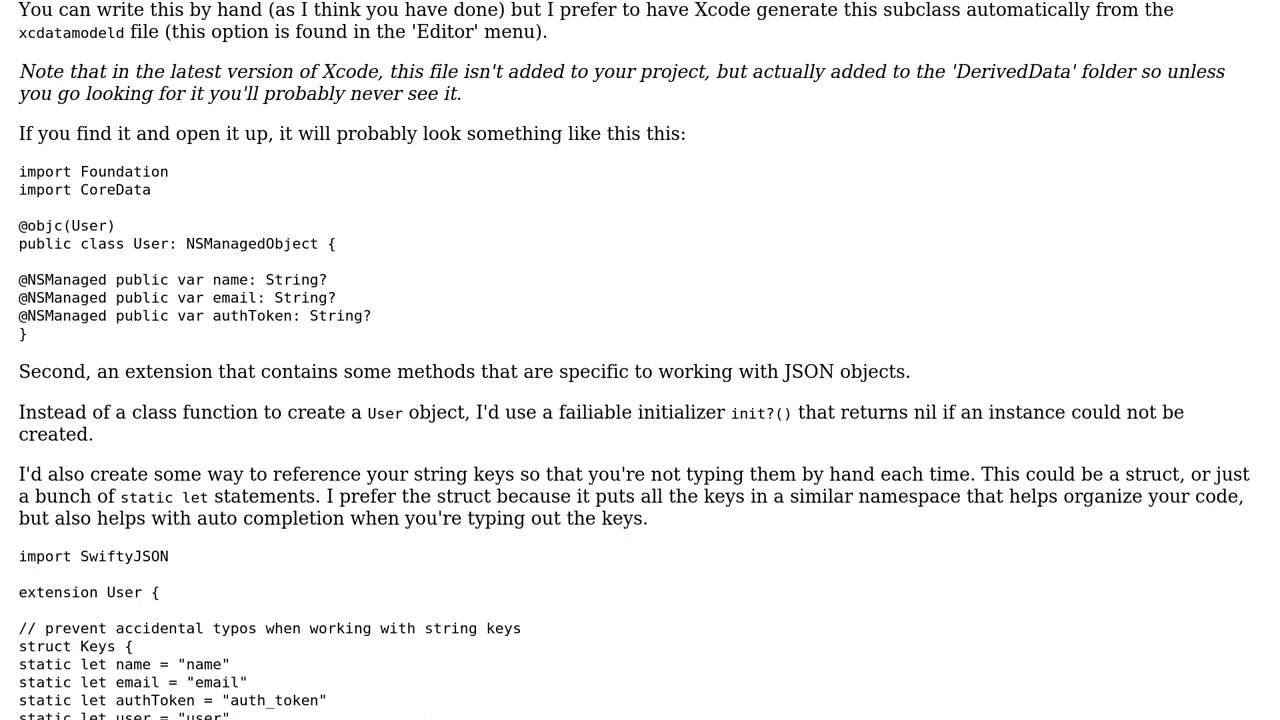 You can write this by hand (as I think you have done) but I prefer to have Xcode generate this subclass automatically from the
xcdatamodeld file (this option is found in the 'Editor' menu).
Note that in the latest version of Xcode, this file isn't added to your project, but actually added to the 'DerivedData' folder so unless
you go looking for it you'll probably never see it.
If you find it and open it up, it will probably look something like this this:
import Foundation
import CoreData
@objc(User)
public class User: NSManagedObject {
@NSManaged public var name: String?
@NSManaged public var email: String?
@NSManaged public var authToken: String?
}
Second, an extension that contains some methods that are specific to working with JSON objects.
Instead of a class function to create a User object, I'd use a failiable initializer init?() that returns nil if an instance could not be
created.
I'd also create some way to reference your string keys so that you're not typing them by hand each time. This could be a struct, or just
a bunch of static let statements. I prefer the struct because it puts all the keys in a similar namespace that helps organize your code,
but also helps with auto completion when you're typing out the keys.
import SwiftyJSON
extension User {
// prevent accidental typos when working with string keys
struct Keys {
static let name = "name"
static let email = "email"
static let authToken = "auth_token"
static let user = "user"